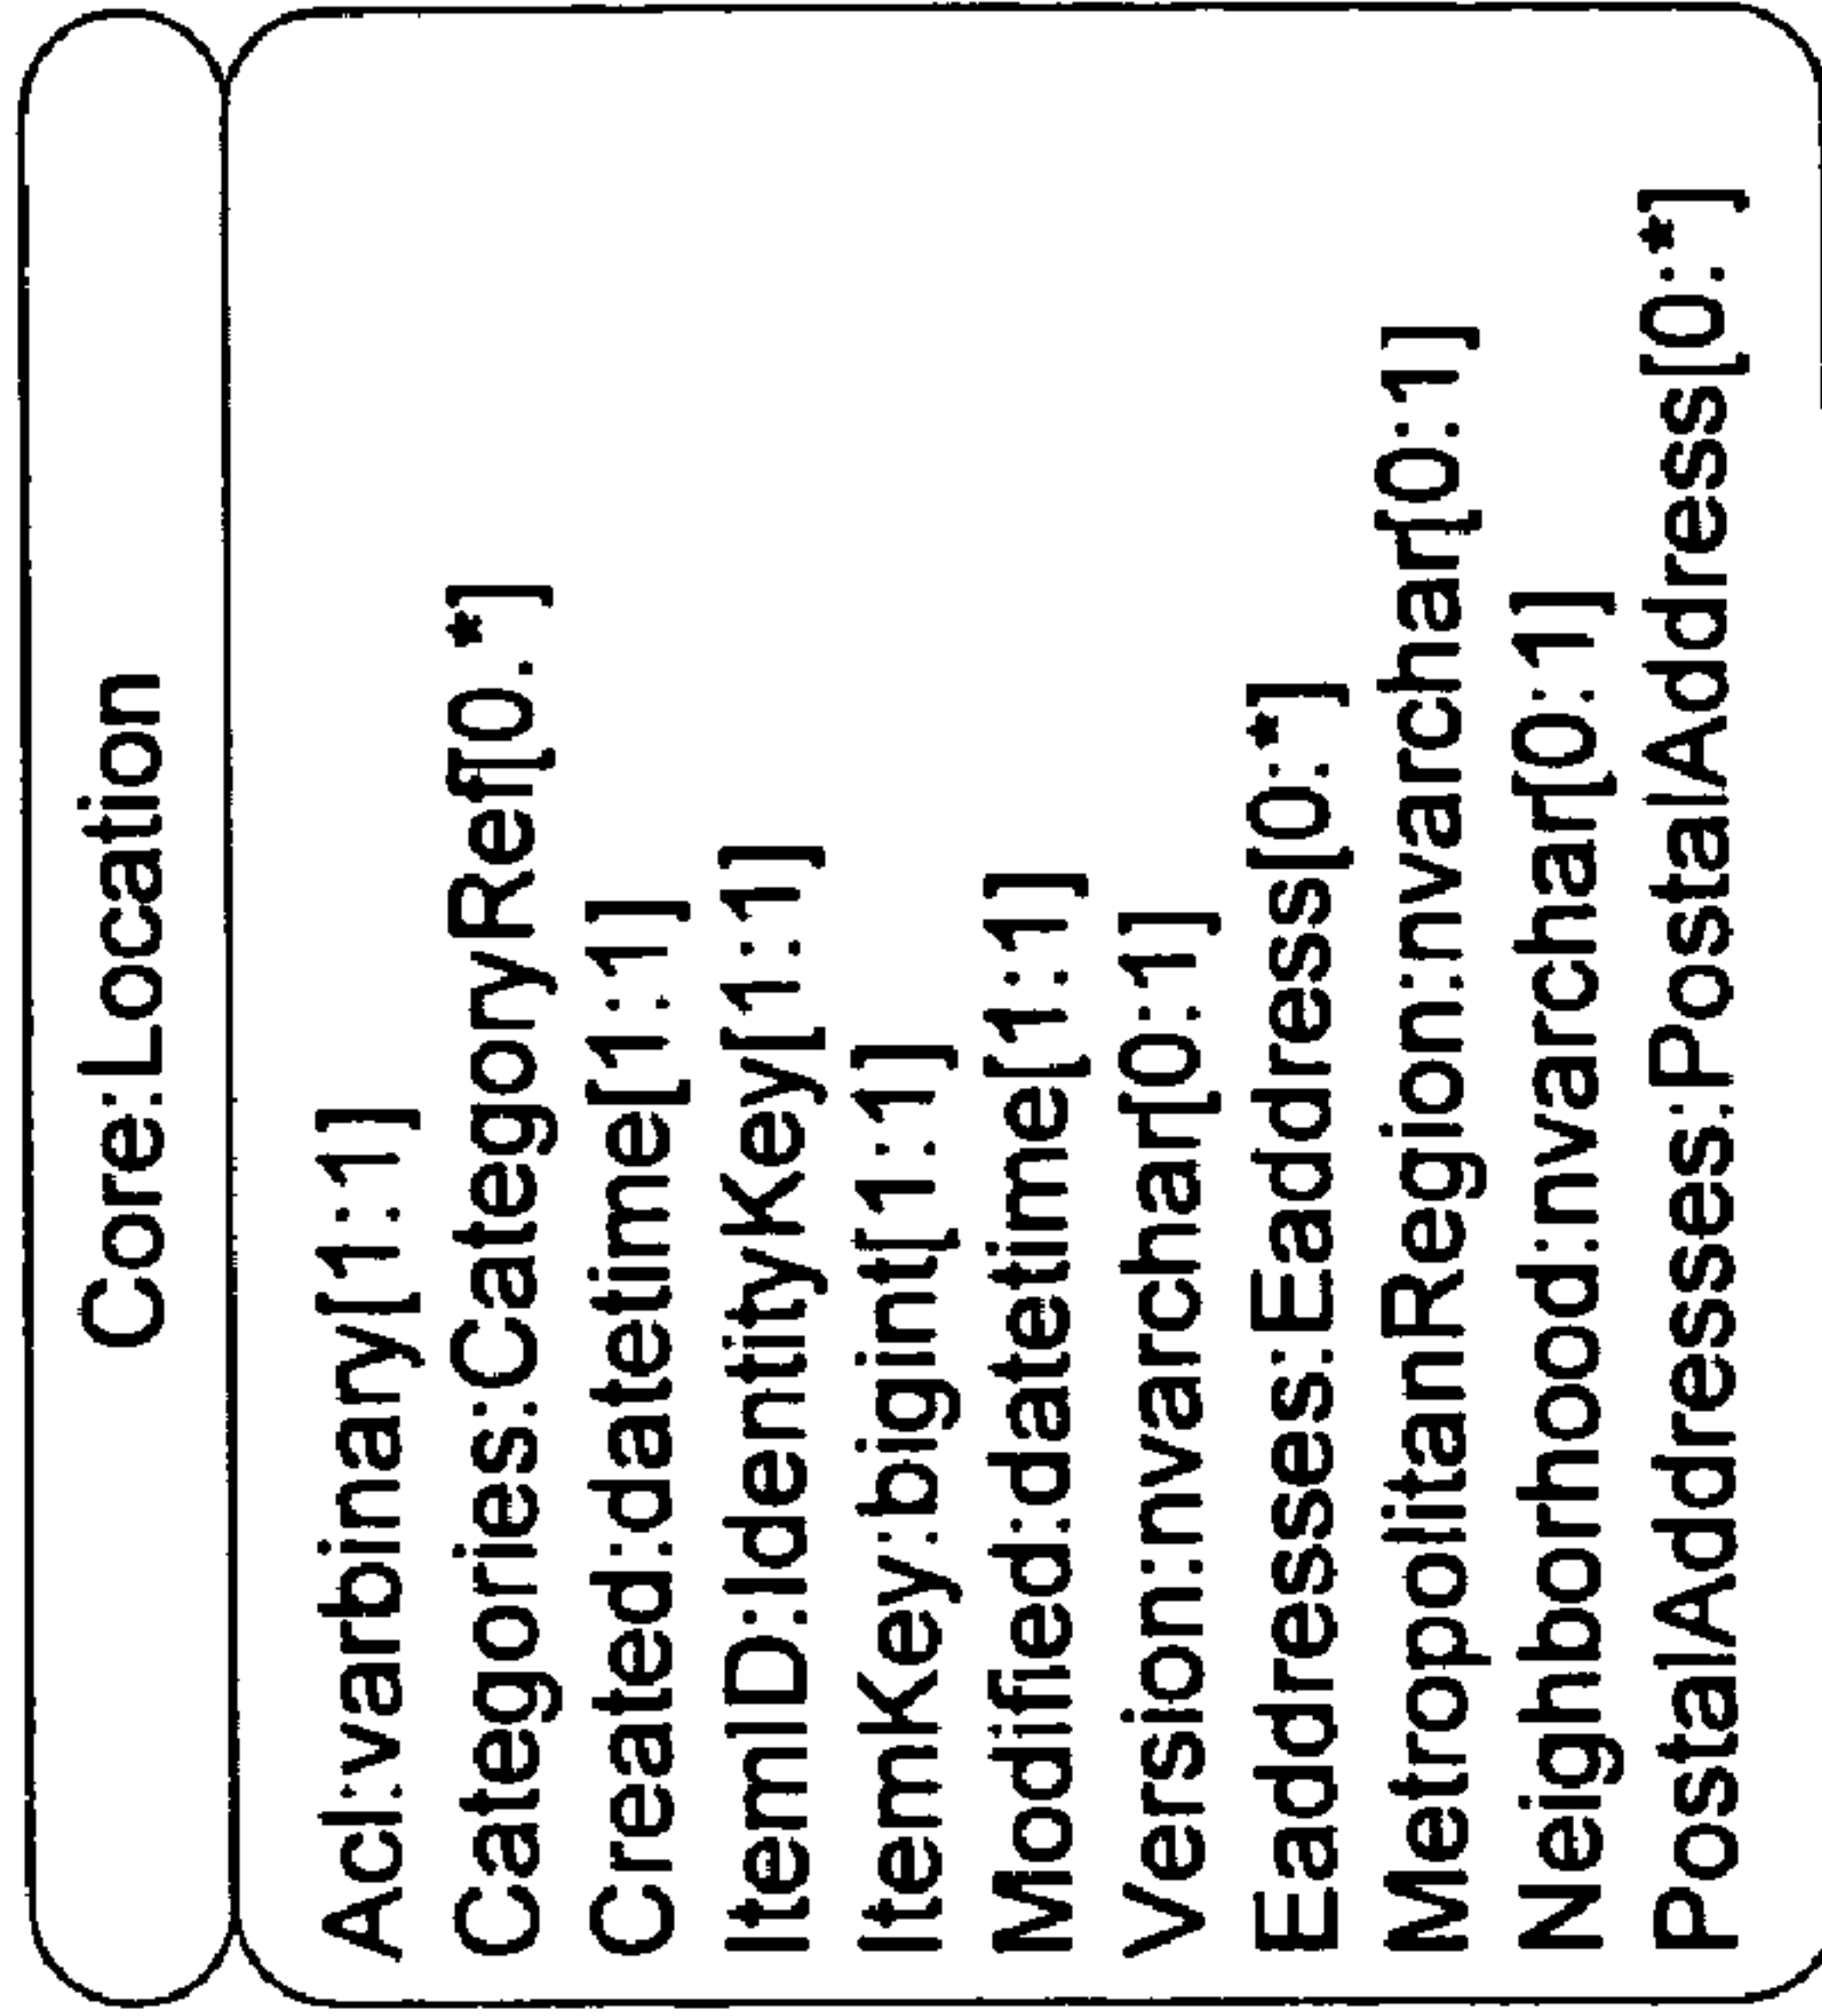 Core:Location
Acl:varbinary[1:1]
Categories:CategoryRef[0.*]
Created:datetime[1:1]
ItemID:IdentityKey[1:1]
ItemKey:bigint[1:1]
Modified:datetime[1:1]
Version:nvarchar[0:1]
Eaddresses:Eaddress[0:*]
MetropolitanRegion:nvarchar[0:1]
Neighborhood:nvarchar[0:1]
PostalAddresses:PostalAddress[0:*]